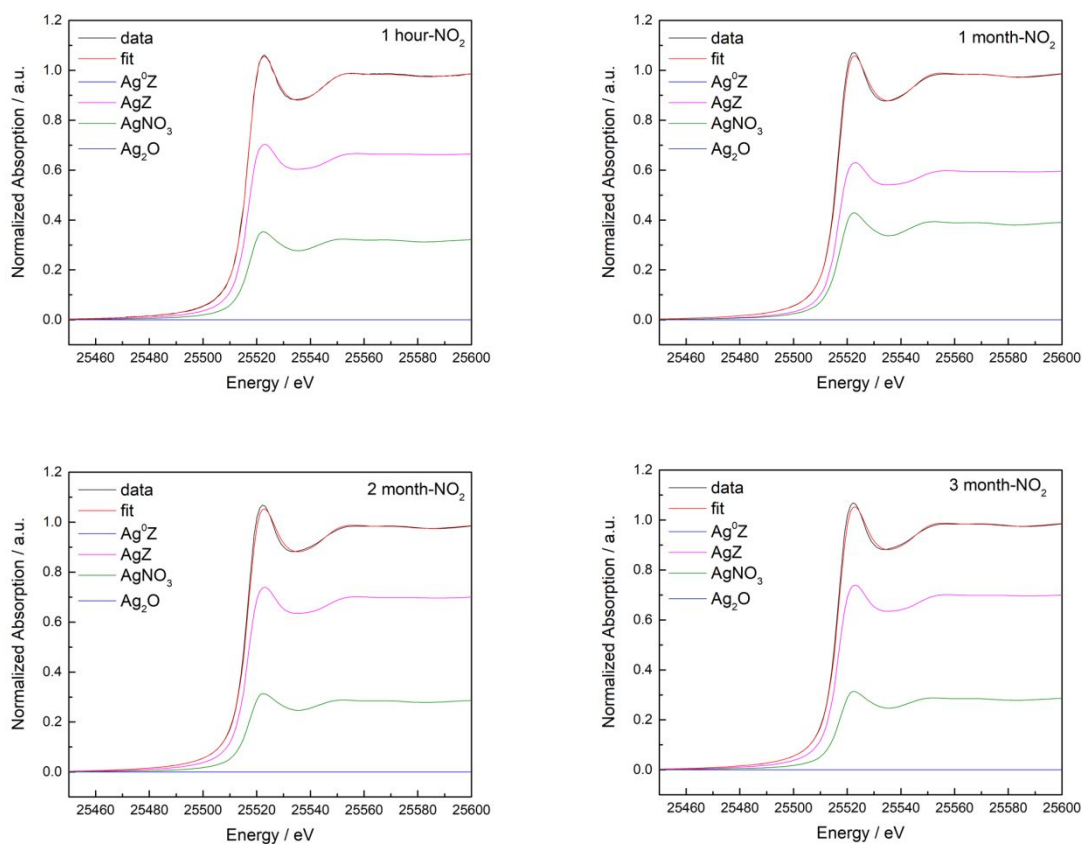 1 hour-NO₂
data
fit
Ag⁰Z
AgZ
AgNO₃
Ag₂O
Normalized Absorption / a.u.
1.2
1.0
0.8
0.6
0.4
0.2
0.0
25460 25480 25500 25520 25540 25560 25580 25600
Energy / eV
1 month-NO₂
data
fit
Ag⁰Z
AgZ
AgNO₃
Ag₂O
Normalized Absorption / a.u.
1.2
1.0
0.8
0.6
0.4
0.2
0.0
25460 25480 25500 25520 25540 25560 25580 25600
Energy / eV
2 month-NO₂
data
fit
Ag⁰Z
AgZ
AgNO₃
Ag₂O
Normalized Absorption / a.u.
1.2
1.0
0.8
0.6
0.4
0.2
0.0
25460 25480 25500 25520 25540 25560 25580 25600
Energy / eV
3 month-NO₂
data
fit
Ag⁰Z
AgZ
AgNO₃
Ag₂O
Normalized Absorption / a.u.
1.2
1.0
0.8
0.6
0.4
0.2
0.0
25460 25480 25500 25520 25540 25560 25580 25600
Energy / eV